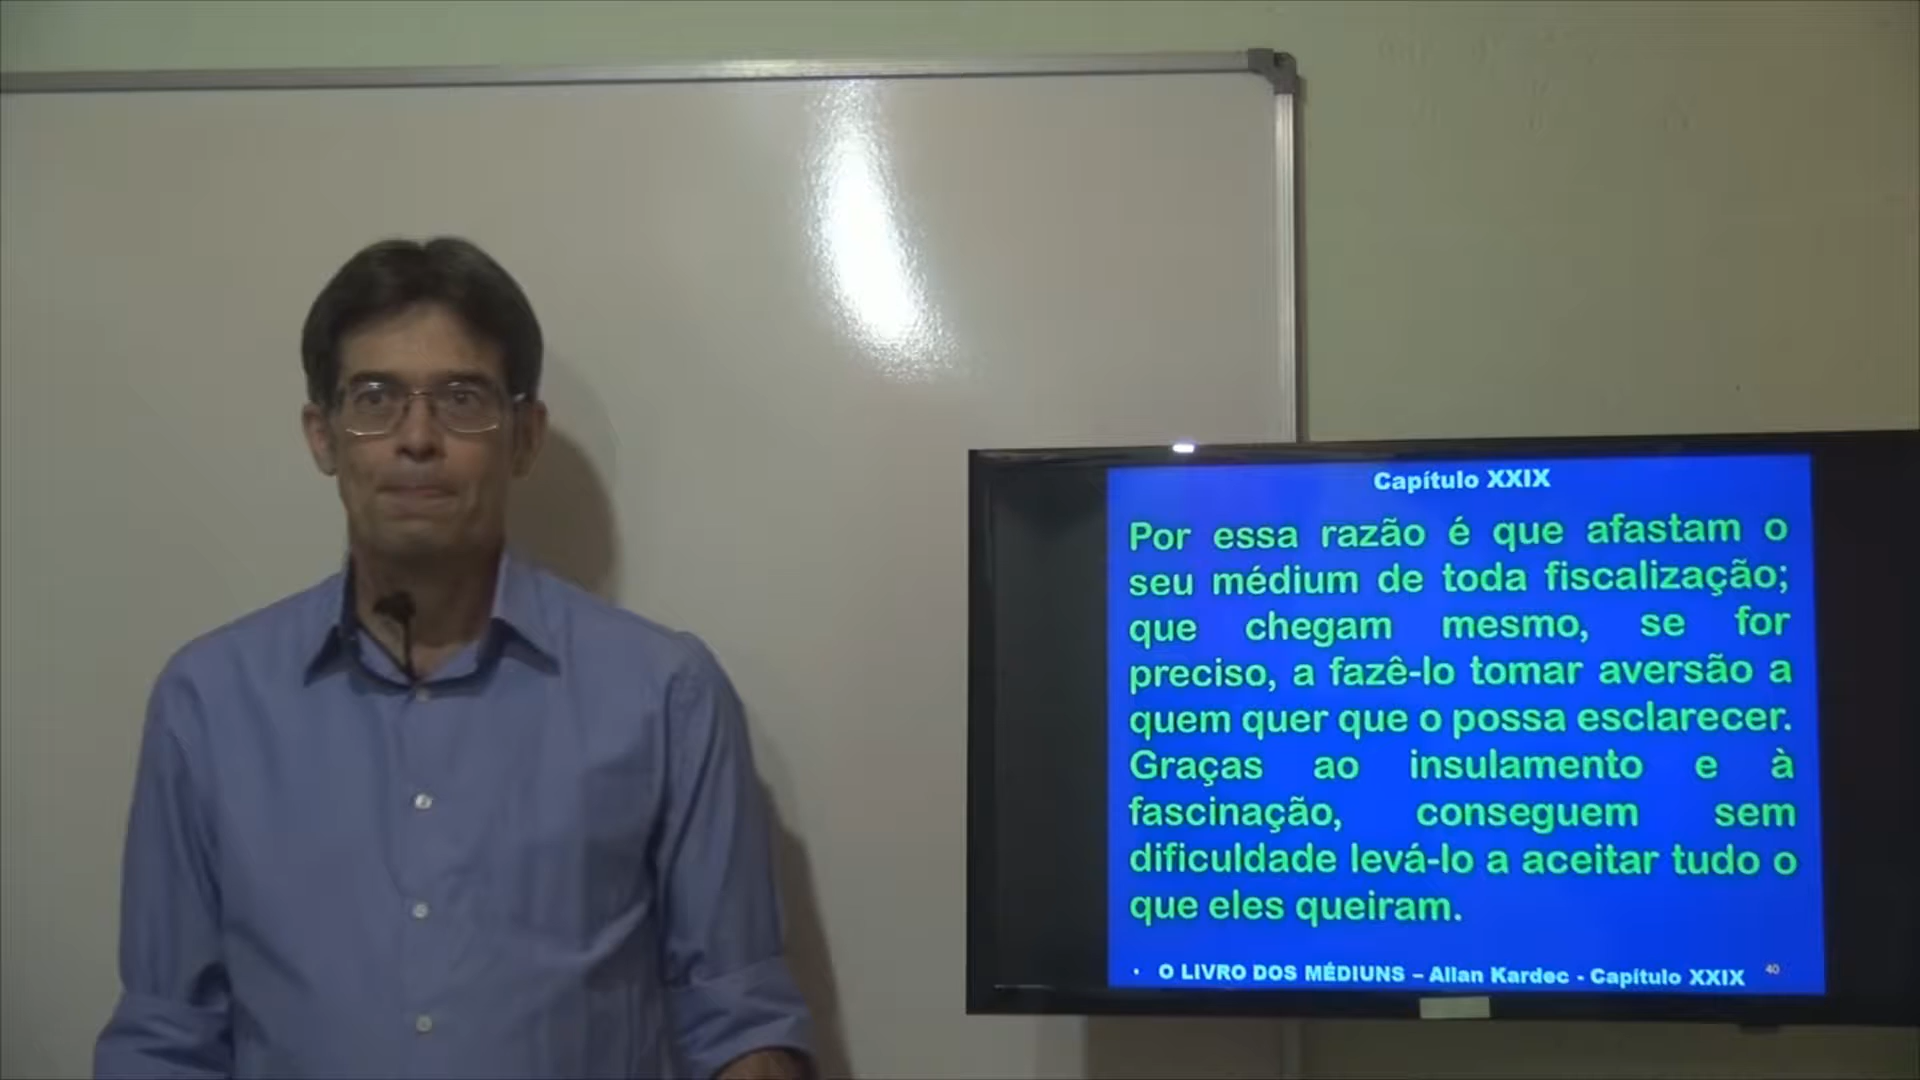 Capítulo XXIX
Por essa razão é que afastam o
seu médium de toda fiscalização;
que chegam mesmo, se for
preciso, a fazê-lo tomar aversão a
quem quer que o possa esclarecer.
Graças ao insulamento e à
fascinação, conseguem sem
dificuldade levá-lo a aceitar tudo o
que eles queiram.
• O LIVRO DOS MÉDIUNS – Allan Kardec - Capítulo XXIX 40